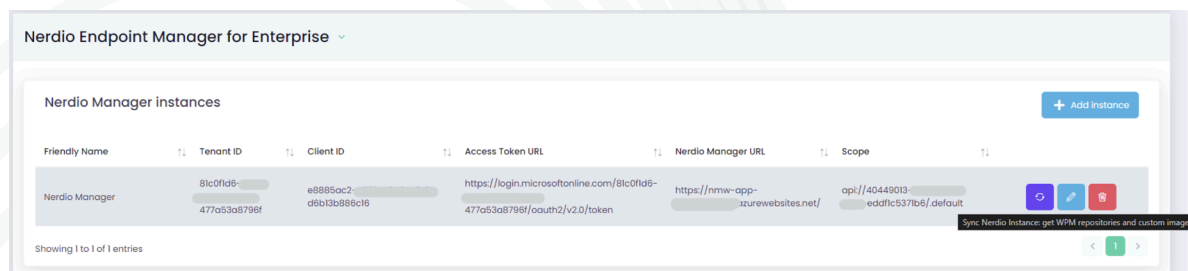 Nerdio Endpoint Manager for Enterprise
Nerdio Manager instances
+ Add instance
Friendly Name Tenant ID Client ID Access Token URL Nerdio Manager URL Scope
Nerdio Manager
81c0f1d6-
477a53a8796f
e8885ac2-
d6b13b886c16
https://login.microsoftonline.com/81c0f1d6-
477a53a8796f/oauth2/v2.0/token
https://nmw-app-
zurewebsites.net/
api://40449013-
eddf1c5371b6/.default
Sync Nerdio Instance: get WPM repositories and custom image
Showing 1 to 1 of 1 entries
< 1 >